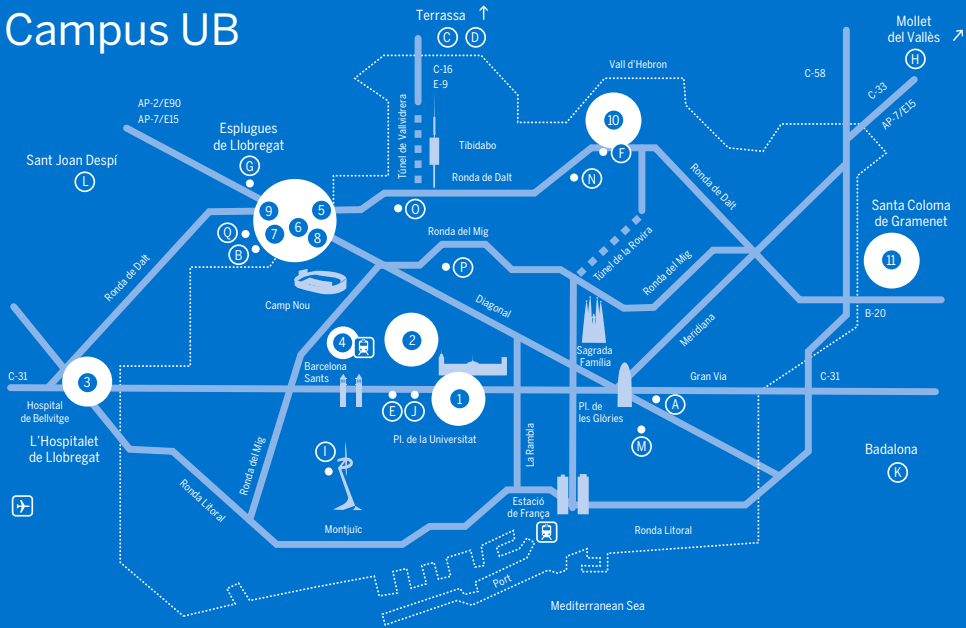 Campus UB
Terrassa ↑
C D
Mollet
del Vallès ↗
H
C-16
E-9
Vall d'Hebron
C-58
C-33
AP-7/E15
AP-2/E90
AP-7/E15
Esplugues
de Llobregat
G
Sant Joan Despí
L
Túnel de Vallvidrera
Tibidabo
Ronda de Dalt
10
F
N
Ronda de Dalt
Santa Coloma
de Gramenet
11
9
5
6
7
8
Q
B
O
Ronda del Mig
P
Túnel de la Rovira
Ronda del Mig
Ronda de Dalt
Camp Nou
Diagonal
Meridiana
B-20
4
2
Barcelona
Sants
Sagrada
Família
3
C-31
Gran Via
C-31
Hospital
de Bellvitge
E
J
1
Pl. de
les Glòries
A
L'Hospitalet
de Llobregat
Pl. de la Universitat
M
Badalona
K
I
Ronda del Mig
La Rambla
Ronda Litoral
Montjuïc
Estació
de França
Ronda Litoral
Port
Mediterranean Sea